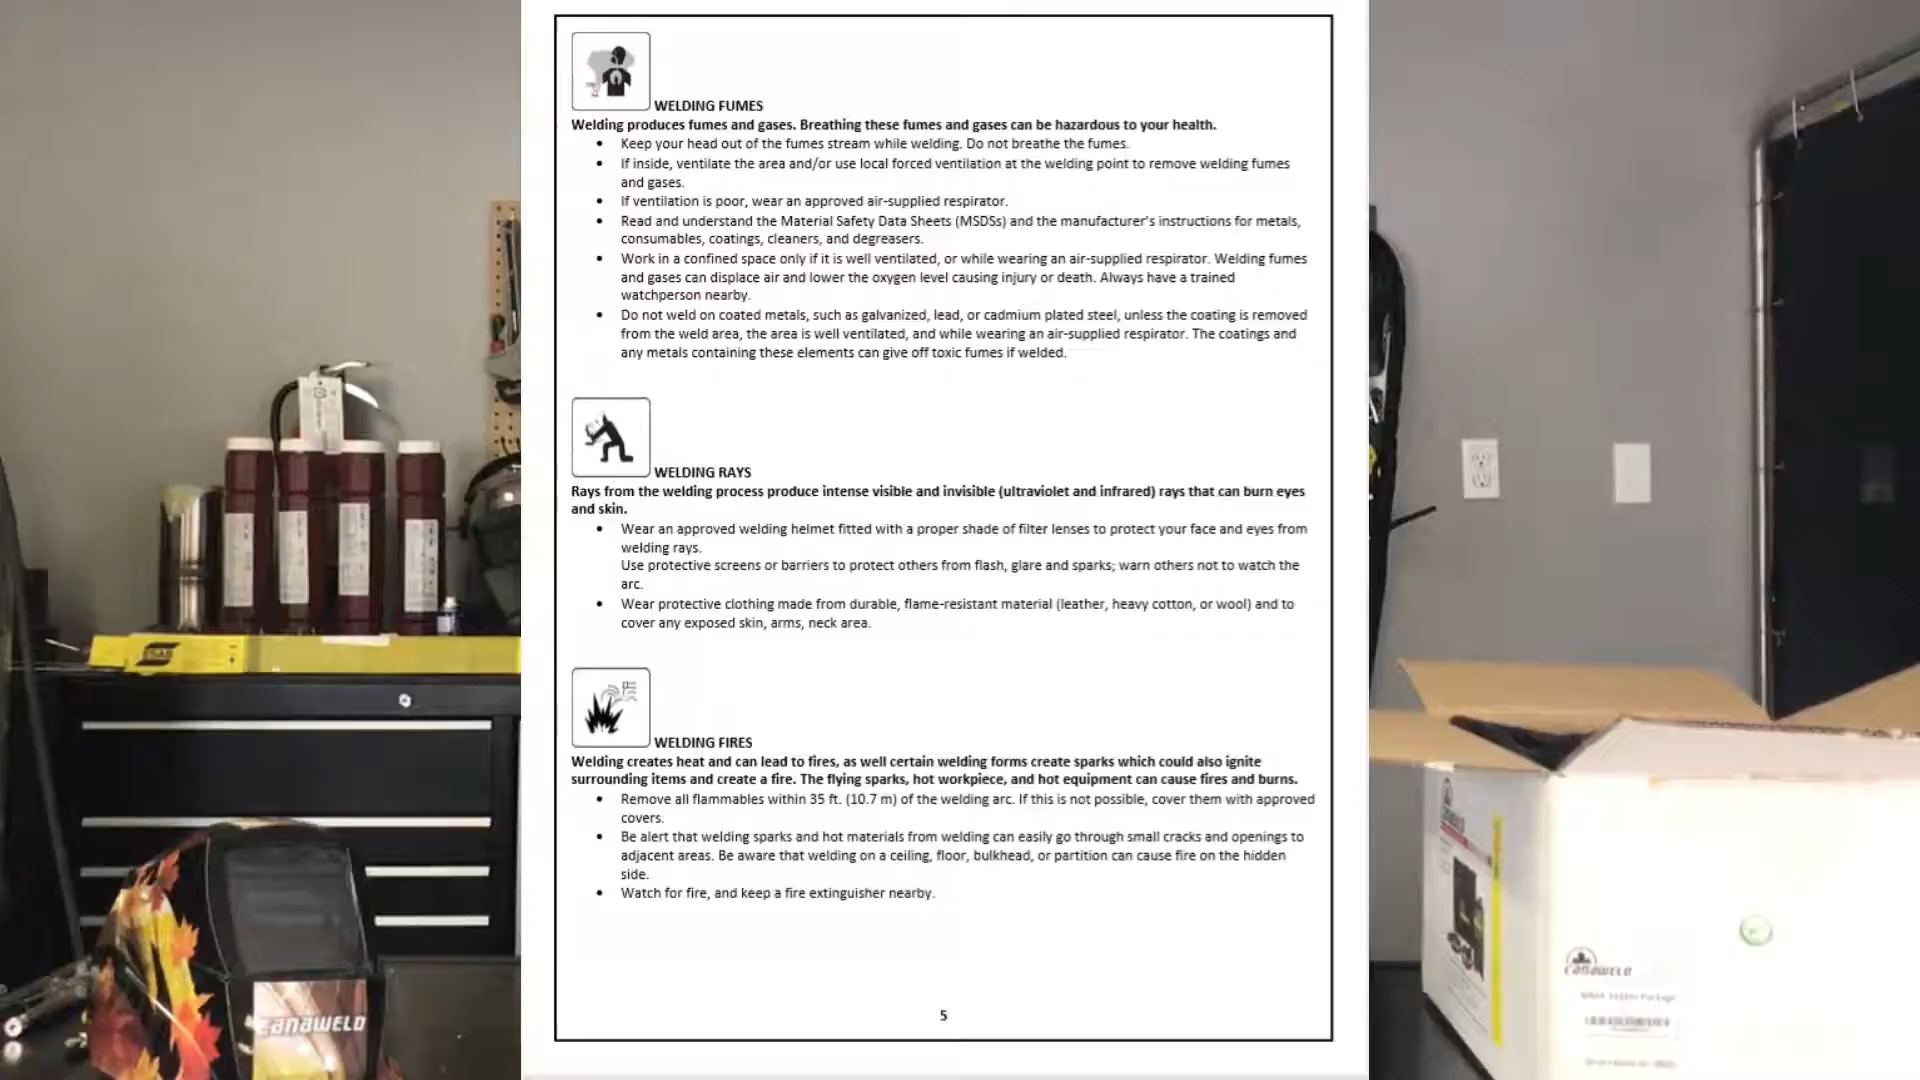 WELDING FUMES
Welding produces fumes and gases. Breathing these fumes and gases can be hazardous to your health.
• Keep your head out of the fumes stream while welding. Do not breathe the fumes.
• If inside, ventilate the area and/or use local forced ventilation at the welding point to remove welding fumes
and gases.
• If ventilation is poor, wear an approved air-supplied respirator.
• Read and understand the Material Safety Data Sheets (MSDSs) and the manufacturer's instructions for metals,
consumables, coatings, cleaners, and degreasers.
• Work in a confined space only if it is well ventilated, or while wearing an air-supplied respirator. Welding fumes
and gases can displace air and lower the oxygen level causing injury or death. Always have a trained
watchperson nearby.
• Do not weld on coated metals, such as galvanized, lead, or cadmium plated steel, unless the coating is removed
from the weld area, the area is well ventilated, and while wearing an air-supplied respirator. The coatings and
any metals containing these elements can give off toxic fumes if welded.
WELDING RAYS
Rays from the welding process produce intense visible and invisible (ultraviolet and infrared) rays that can burn eyes
and skin.
• Wear an approved welding helmet fitted with a proper shade of filter lenses to protect your face and eyes from
welding rays.
Use protective screens or barriers to protect others from flash, glare and sparks; warn others not to watch the
arc.
• Wear protective clothing made from durable, flame-resistant material (leather, heavy cotton, or wool) and to
cover any exposed skin, arms, neck area.
WELDING FIRES
Welding creates heat and can lead to fires, as well certain welding forms create sparks which could also ignite
surrounding items and create a fire. The flying sparks, hot workpiece, and hot equipment can cause fires and burns.
• Remove all flammables within 35 ft. (10.7 m) of the welding arc. If this is not possible, cover them with approved
covers.
• Be alert that welding sparks and hot materials from welding can easily go through small cracks and openings to
adjacent areas. Be aware that welding on a ceiling, floor, bulkhead, or partition can cause fire on the hidden
side.
• Watch for fire, and keep a fire extinguisher nearby.
5
CANAWELD
CANAWELD